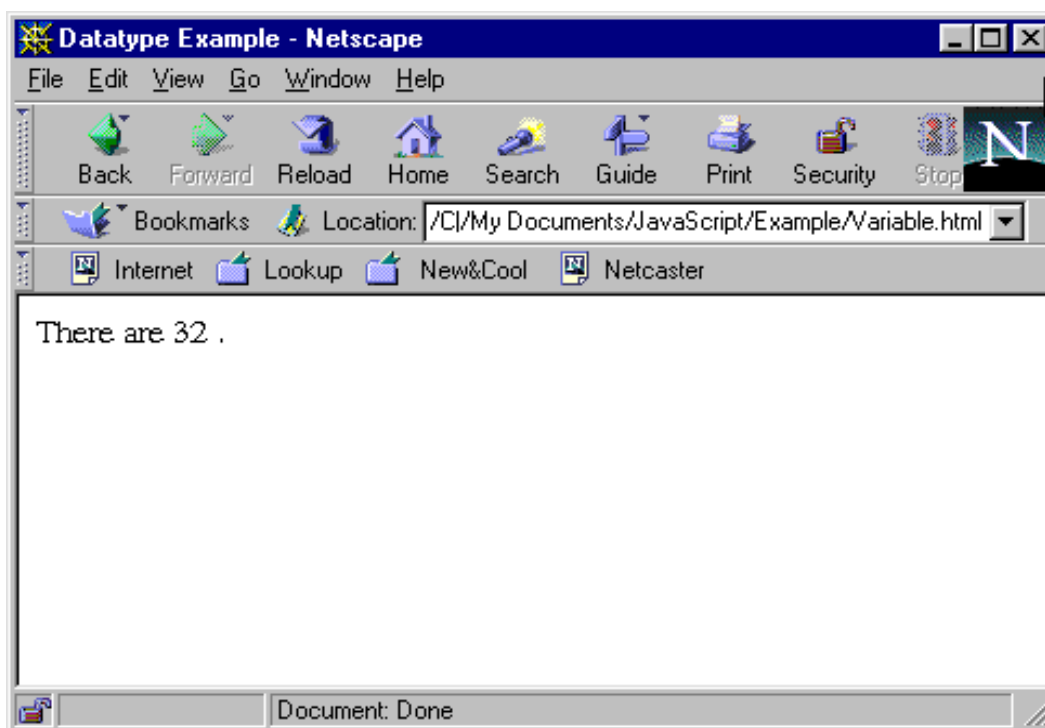 Datatype Example - Netscape
File Edit View Go Window Help
Back Forward Reload Home Search Guide Print Security Stop N
Bookmarks Location: /C|/My Documents/JavaScript/Example/Variable.html
Internet Lookup New&Cool Netcaster
There are 32 .
Document: Done